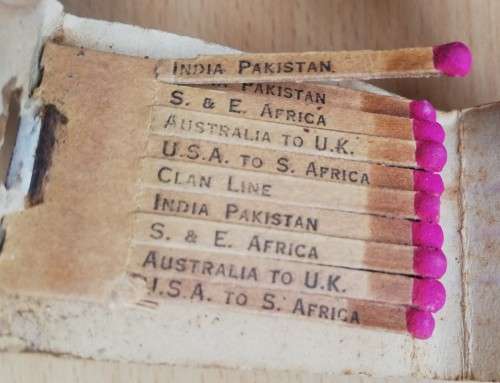 INDIA PAKISTAN
PAKISTAN
S. & E. AFRICA
AUSTRALIA TO U.K.
U.S.A. TO S. AFRICA
CLAN LINE
INDIA PAKISTAN
S. & E. AFRICA
AUSTRALIA TO U.K.
U.S.A. TO S. AFRICA